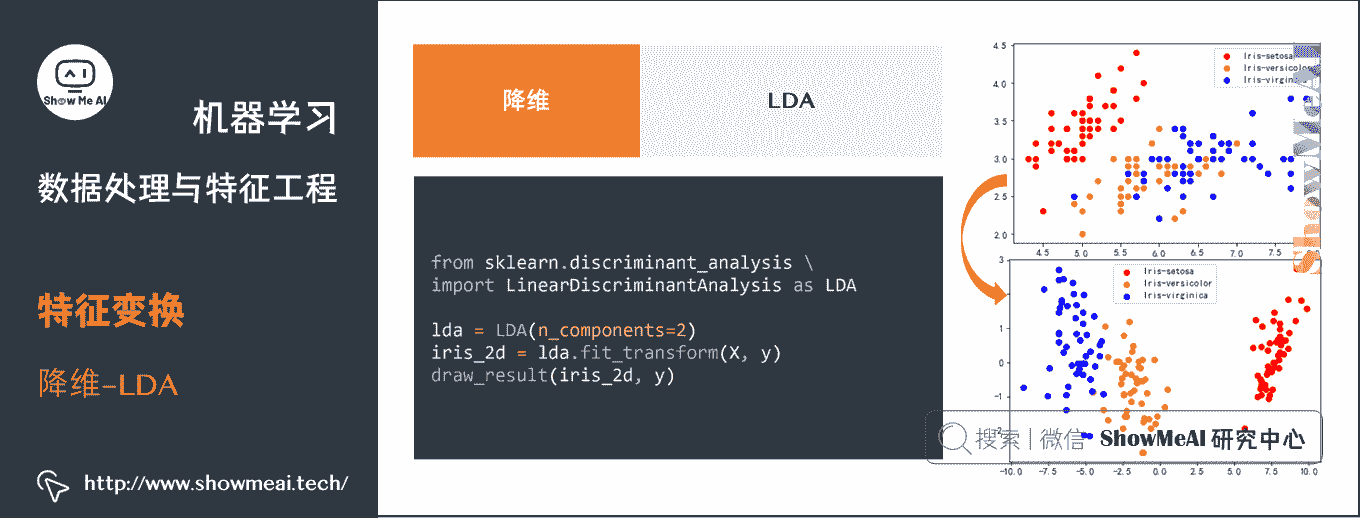 Show Me AI
机器学习
数据处理与特征工程
特征变换
降维-LDA
http://www.showmeai.tech/
降维
LDA
from sklearn.discriminant_analysis \
import LinearDiscriminantAnalysis as LDA
lda = LDA(n_components=2)
iris_2d = lda.fit_transform(X, y)
draw_result(iris_2d, y)
4.5
4.0
3.5
3.0
2.5
2.0
4.5 5.0 5.5 6.0 6.5 7.0 7.5
Iris-setosa
Iris-versicolor
Iris-virginica
ShowMeAI
3
2
1
0
-1
-2
-10.0 -7.5 -5.0 -2.5 0.0 2.5 5.0 7.5 10.0
Iris-setosa
Iris-versicolor
Iris-virginica
搜索 | 微信 ShowMeAI 研究中心